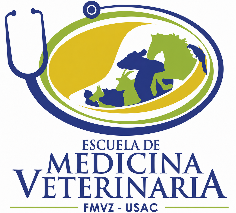 ESCUELA DE
MEDICINA
VETERINARIA
FMVZ - USAC